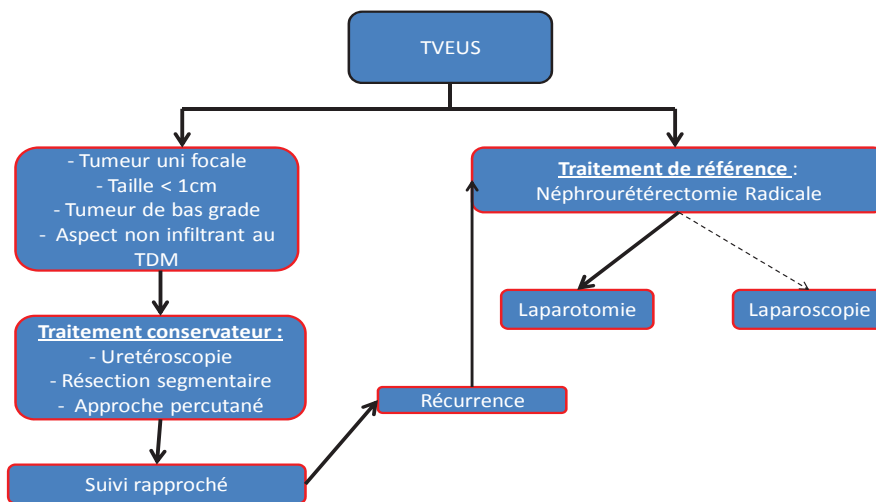 TVEUS
- Tumeur uni focale
- Taille < 1cm
- Tumeur de bas grade
- Aspect non infiltrant au
TDM
Traitement conservateur :
- Uretéroscopie
- Résection segmentaire
- Approche percutané
Suivi rapproché
Récurrence
Traitement de référence :
Néphrourétérectomie Radicale
Laparotomie
Laparoscopie